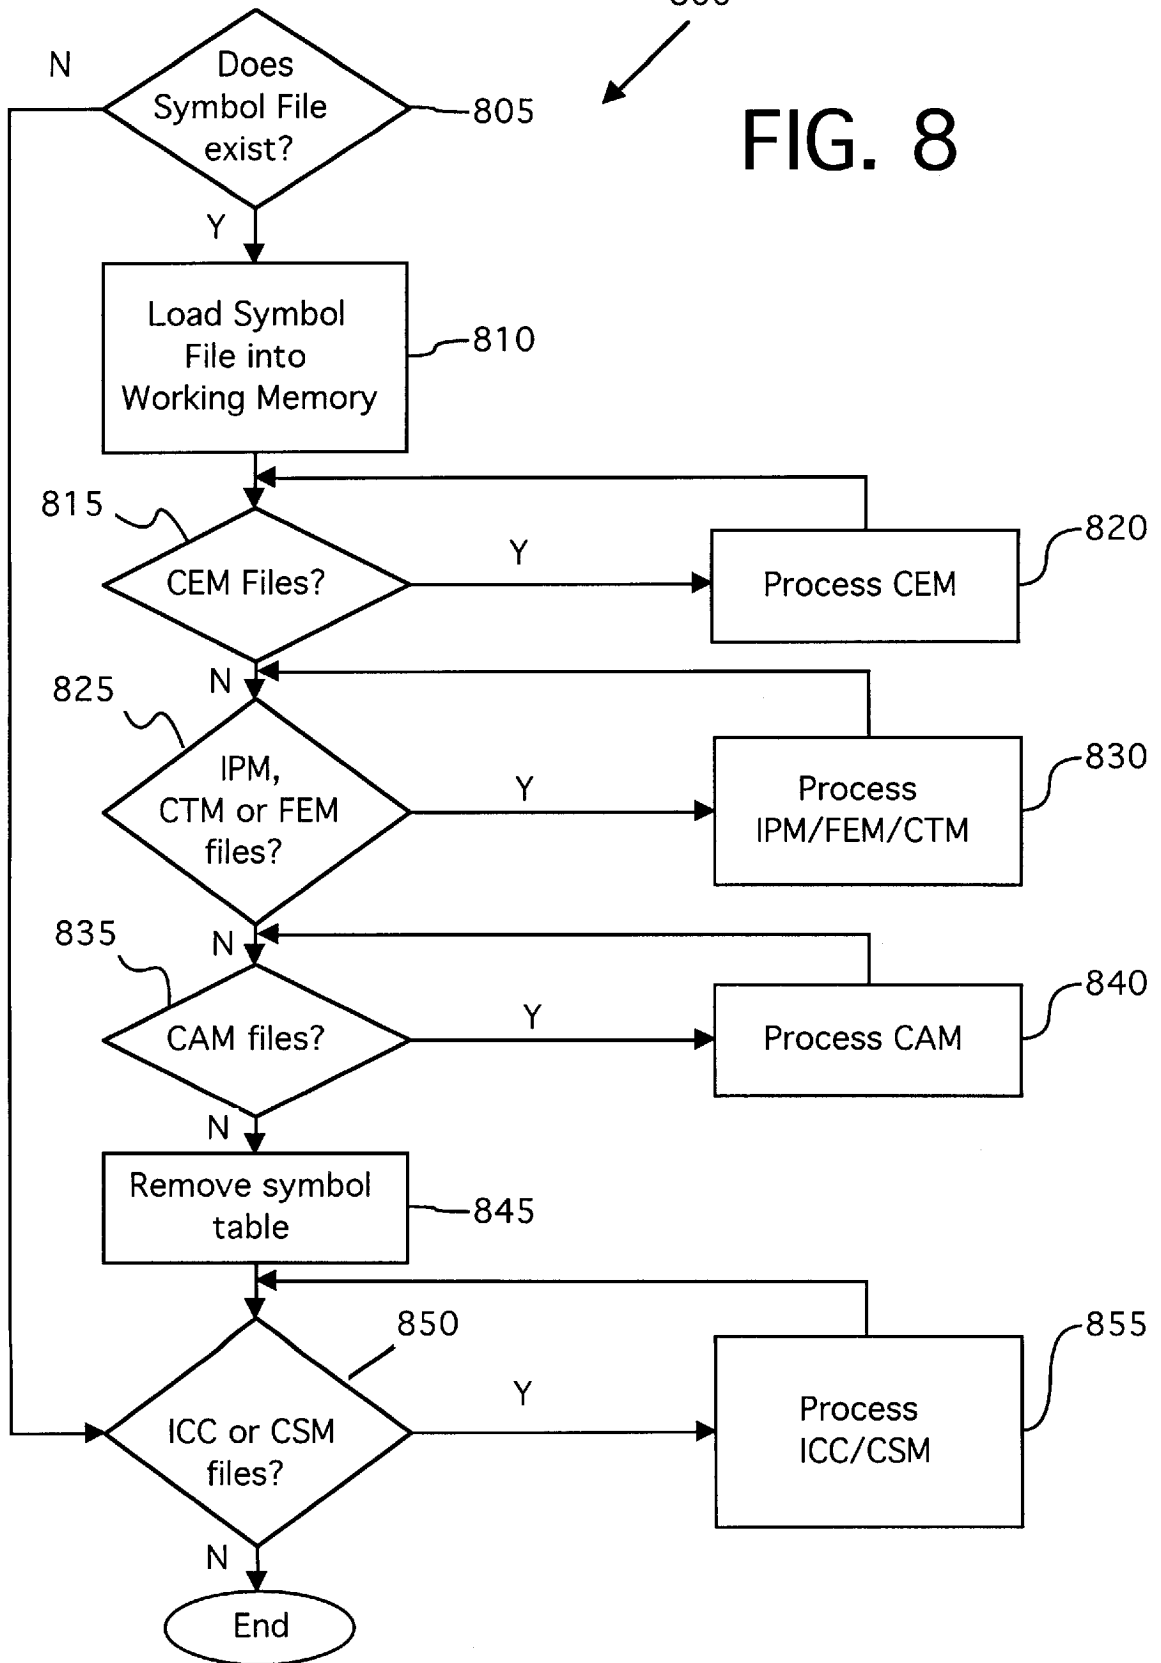 N
Does
Symbol File
exist?
805
FIG. 8
Y
Load Symbol
File into
Working Memory
810
815
CEM Files?
Y
Process CEM
820
N
825
IPM,
CTM or FEM
files?
Y
Process
IPM/FEM/CTM
830
N
835
CAM files?
Y
Process CAM
840
N
Remove symbol
table
845
850
ICC or CSM
files?
Y
Process
ICC/CSM
855
N
End